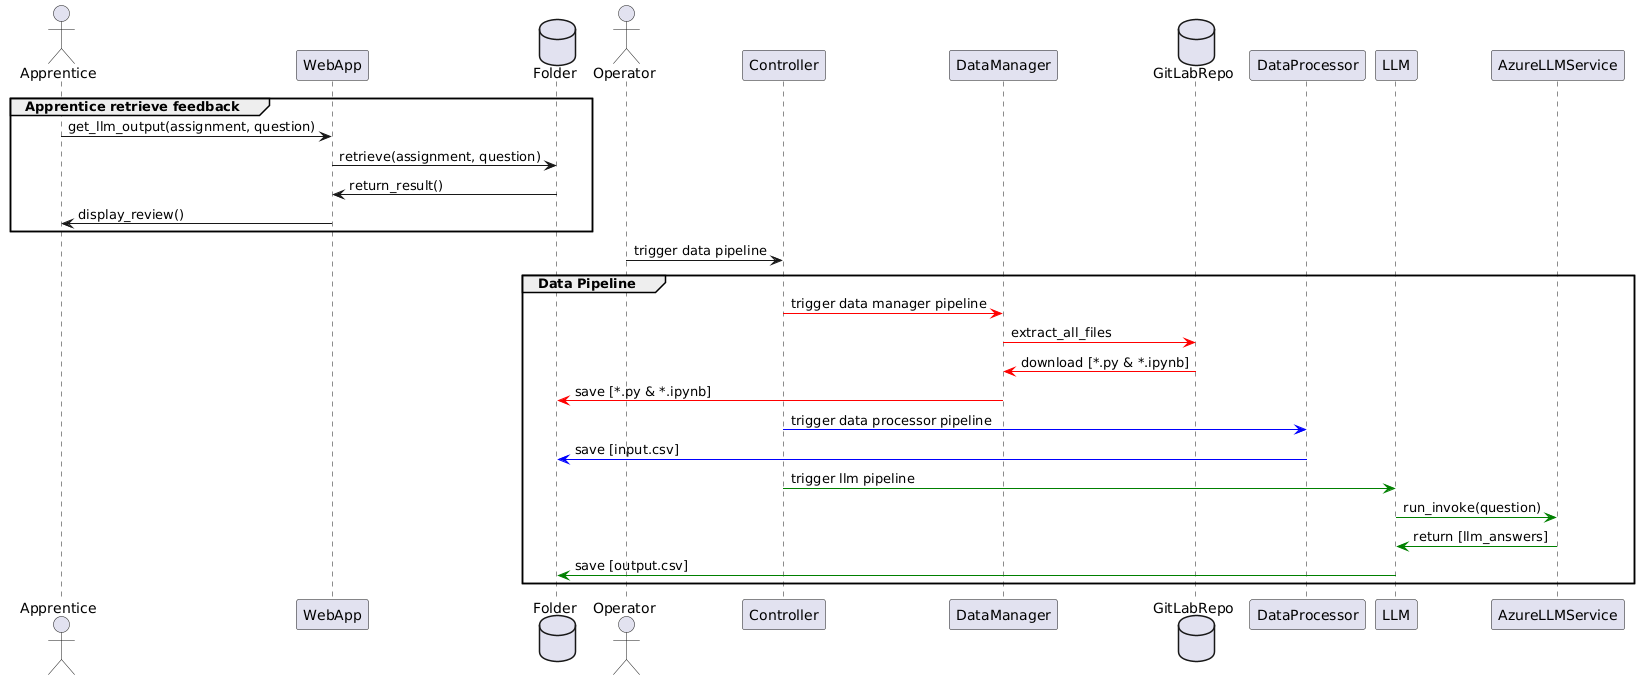 Apprentice
WebApp
Folder
Operator
Controller
DataManager
GitLabRepo
DataProcessor
LLM
AzureLLMService
Apprentice retrieve feedback
get_llm_output(assignment, question)
retrieve(assignment, question)
return_result()
display_review()
trigger data pipeline
Data Pipeline
trigger data manager pipeline
extract_all_files
download [*.py & *.ipynb]
save [*.py & *.ipynb]
trigger data processor pipeline
save [input.csv]
trigger llm pipeline
run_invoke(question)
return [llm_answers]
save [output.csv]
Apprentice
WebApp
Folder
Operator
Controller
DataManager
GitLabRepo
DataProcessor
LLM
AzureLLMService